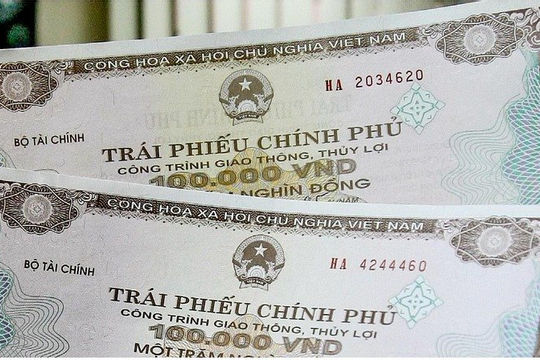 CỘNG HÒA XÃ HỘI CHỦ NGHĨA VIỆT NAM
HA 2034620
BỘ TÀI CHÍNH
TRÁI PHIẾU CHÍNH PHỦ
CÔNG TRÌNH GIAO THÔNG, THỦY LỢI
100.000 VND
NGHÌN ĐỒNG
CỘNG HÒA XÃ HỘI CHỦ NGHĨA VIỆT NAM
HA 4244460
BỘ TÀI CHÍNH
TRÁI PHIẾU CHÍNH PHỦ
CÔNG TRÌNH GIAO THÔNG, THỦY LỢI
100.000 VND
MỘT TRĂM